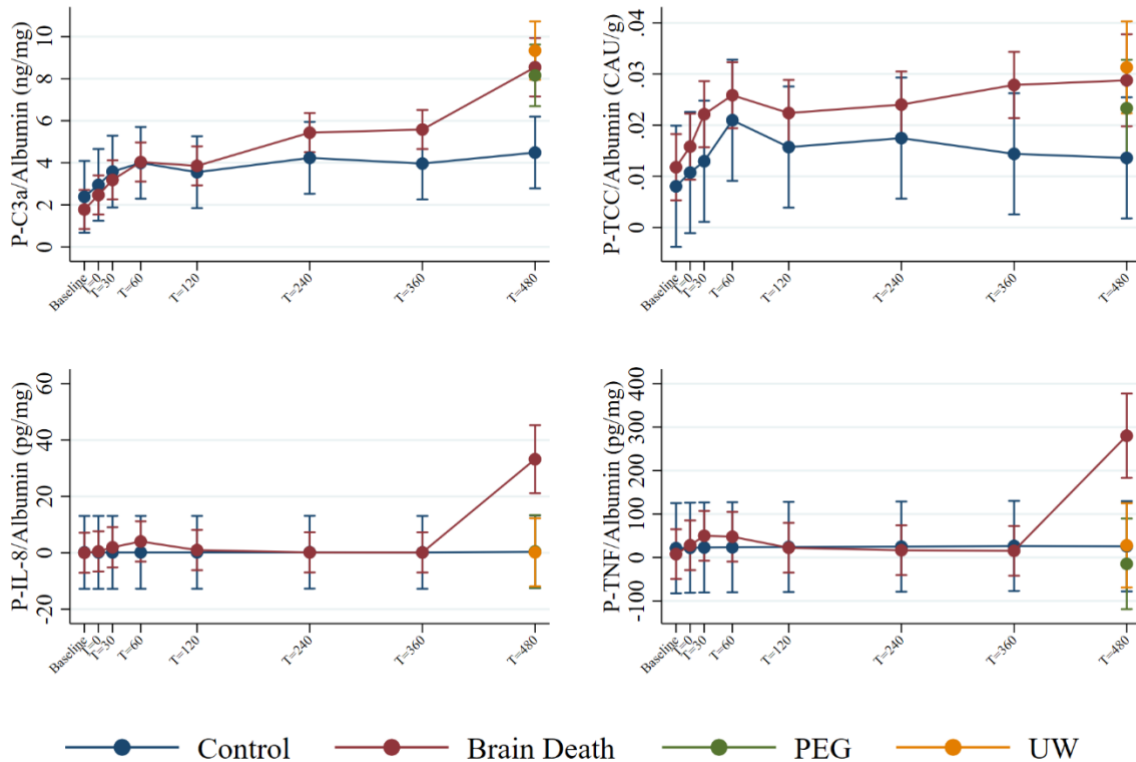 P-C3a/Albumin (ng/mg)
10
8
6
4
2
0
Baseline
T=0
T=30
T=60
T=120
T=240
T=360
T=480
P-TCC/Albumin (CAU/g)
.04
.03
.02
.01
0
Baseline
T=0
T=30
T=60
T=120
T=240
T=360
T=480
P-IL-8/Albumin (pg/mg)
60
40
20
0
-20
Baseline
T=0
T=30
T=60
T=120
T=240
T=360
T=480
P-TNF/Albumin (pg/mg)
400
300
200
100
0
-100
Baseline
T=0
T=30
T=60
T=120
T=240
T=360
T=480
Control
Brain Death
PEG
UW